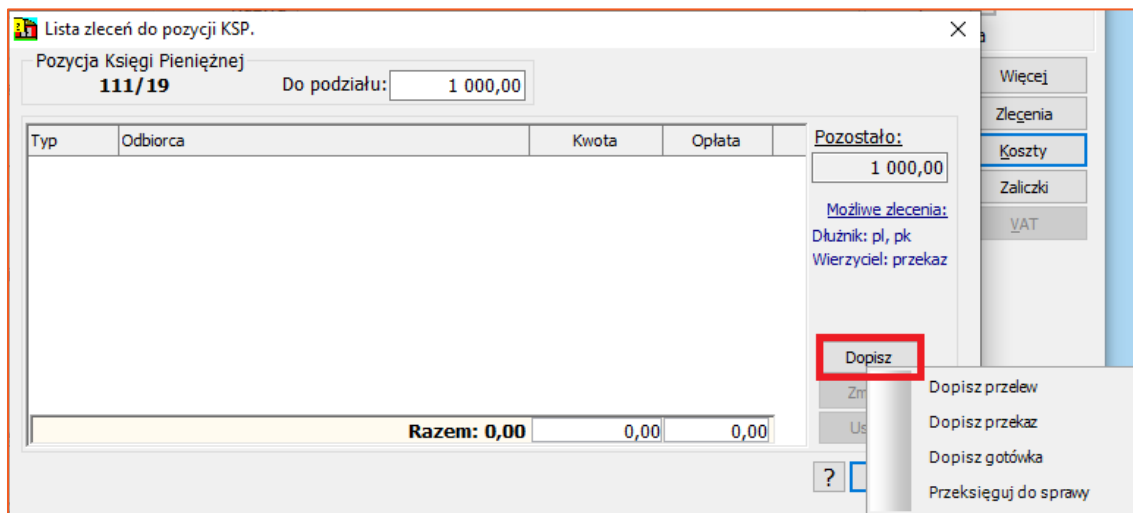 Lista zleceń do pozycji KSP.
Pozycja Księgi Pieniężnej
111/19
Do podziału: 1 000,00
Typ Odbiorca Kwota Opłata
Pozostało:
1 000,00
Możliwe zlecenia:
Dłużnik: pl, pk
Wierzyciel: przekaz
Dopisz
Zm
Us
Razem: 0,00 0,00 0,00
?
Dopisz przelew
Dopisz przekaz
Dopisz gotówka
Przeksięguj do sprawy
a
Więcej
Zlecenia
Koszty
Zaliczki
VAT